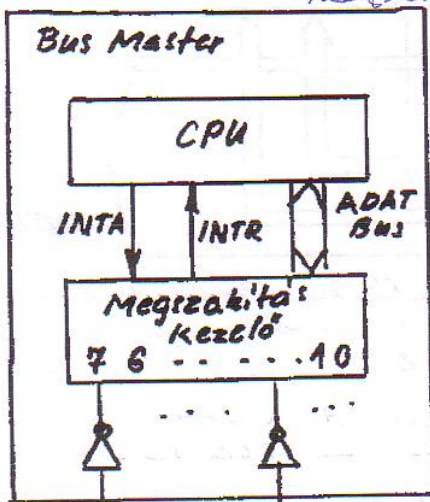 Bus Master
CPU
INTA
INTR
ADAT
Bus
Megszakítás
kezelő
7 6 - - - - - . 1 0
. . . . . ...